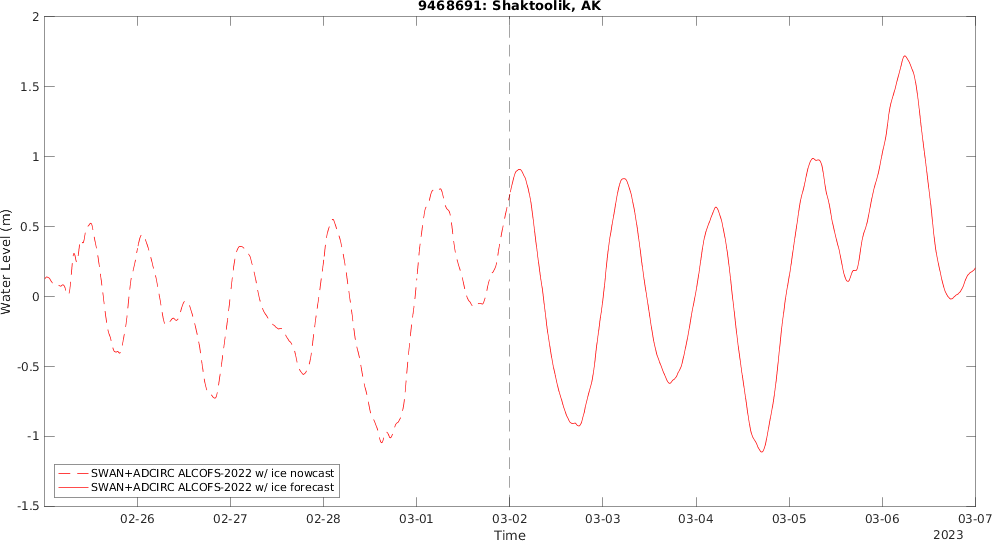 9468691: Shaktoolik, AK
2
1.5
1
0.5
0
-0.5
-1
-1.5
Water Level (m)
SWAN+ADCIRC ALCOFS-2022 w/ ice nowcast
SWAN+ADCIRC ALCOFS-2022 w/ ice forecast
02-26 02-27 02-28 03-01 03-02 03-03 03-04 03-05 03-06 03-07
Time
2023